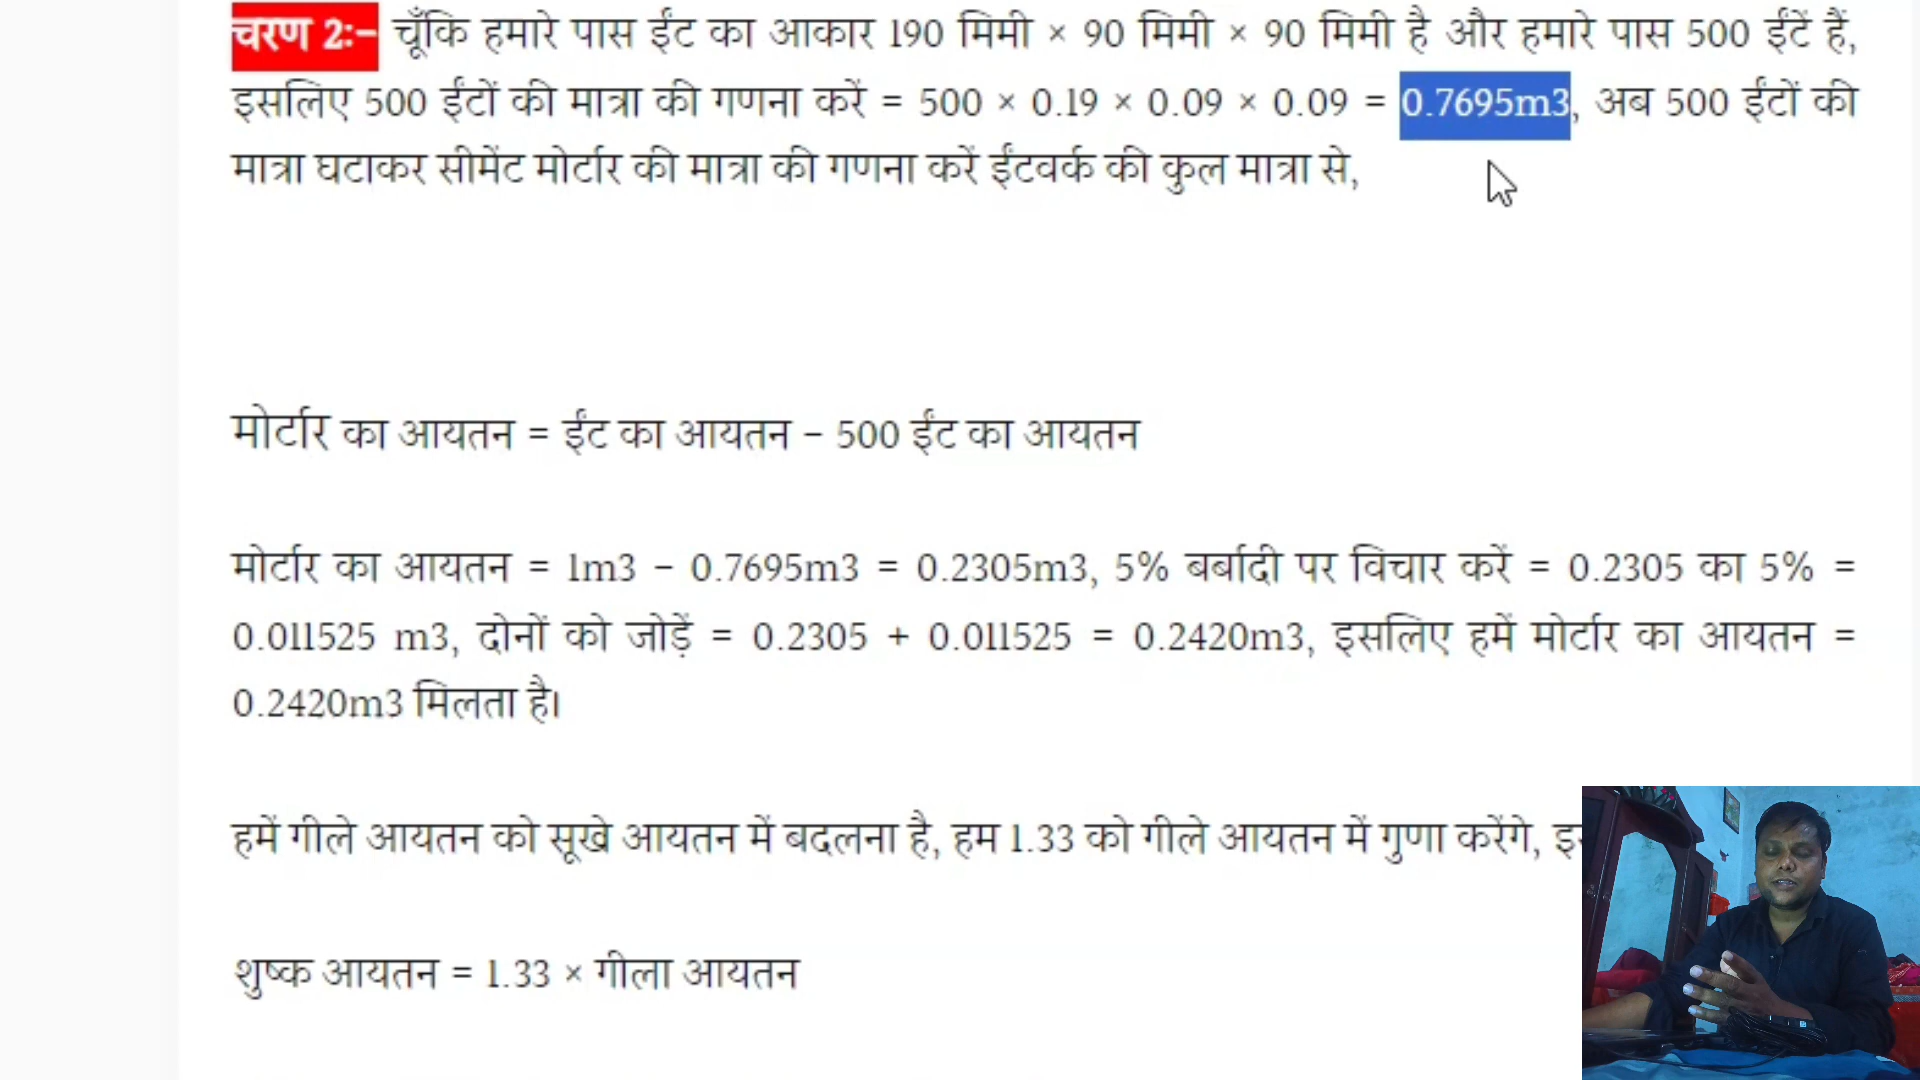 चरण 2:- चूँकि हमारे पास ईंट का आकार 190 मिमी × 90 मिमी × 90 मिमी है और हमारे पास 500 ईंटें हैं,
इसलिए 500 ईंटों की मात्रा की गणना करें = 500 × 0.19 × 0.09 × 0.09 = 0.7695m3, अब 500 ईंटों की
मात्रा घटाकर सीमेंट मोर्टार की मात्रा की गणना करें ईंटवर्क की कुल मात्रा से,
मोर्टार का आयतन = ईंट का आयतन – 500 ईंट का आयतन
मोर्टार का आयतन = 1m3 – 0.7695m3 = 0.2305m3, 5% बर्बादी पर विचार करें = 0.2305 का 5% =
0.011525 m3, दोनों को जोड़ें = 0.2305 + 0.011525 = 0.2420m3, इसलिए हमें मोर्टार का आयतन =
0.2420m3 मिलता है।
हमें गीले आयतन को सूखे आयतन में बदलना है, हम 1.33 को गीले आयतन में गुणा करेंगे,
शुष्क आयतन = 1.33 × गीला आयतन